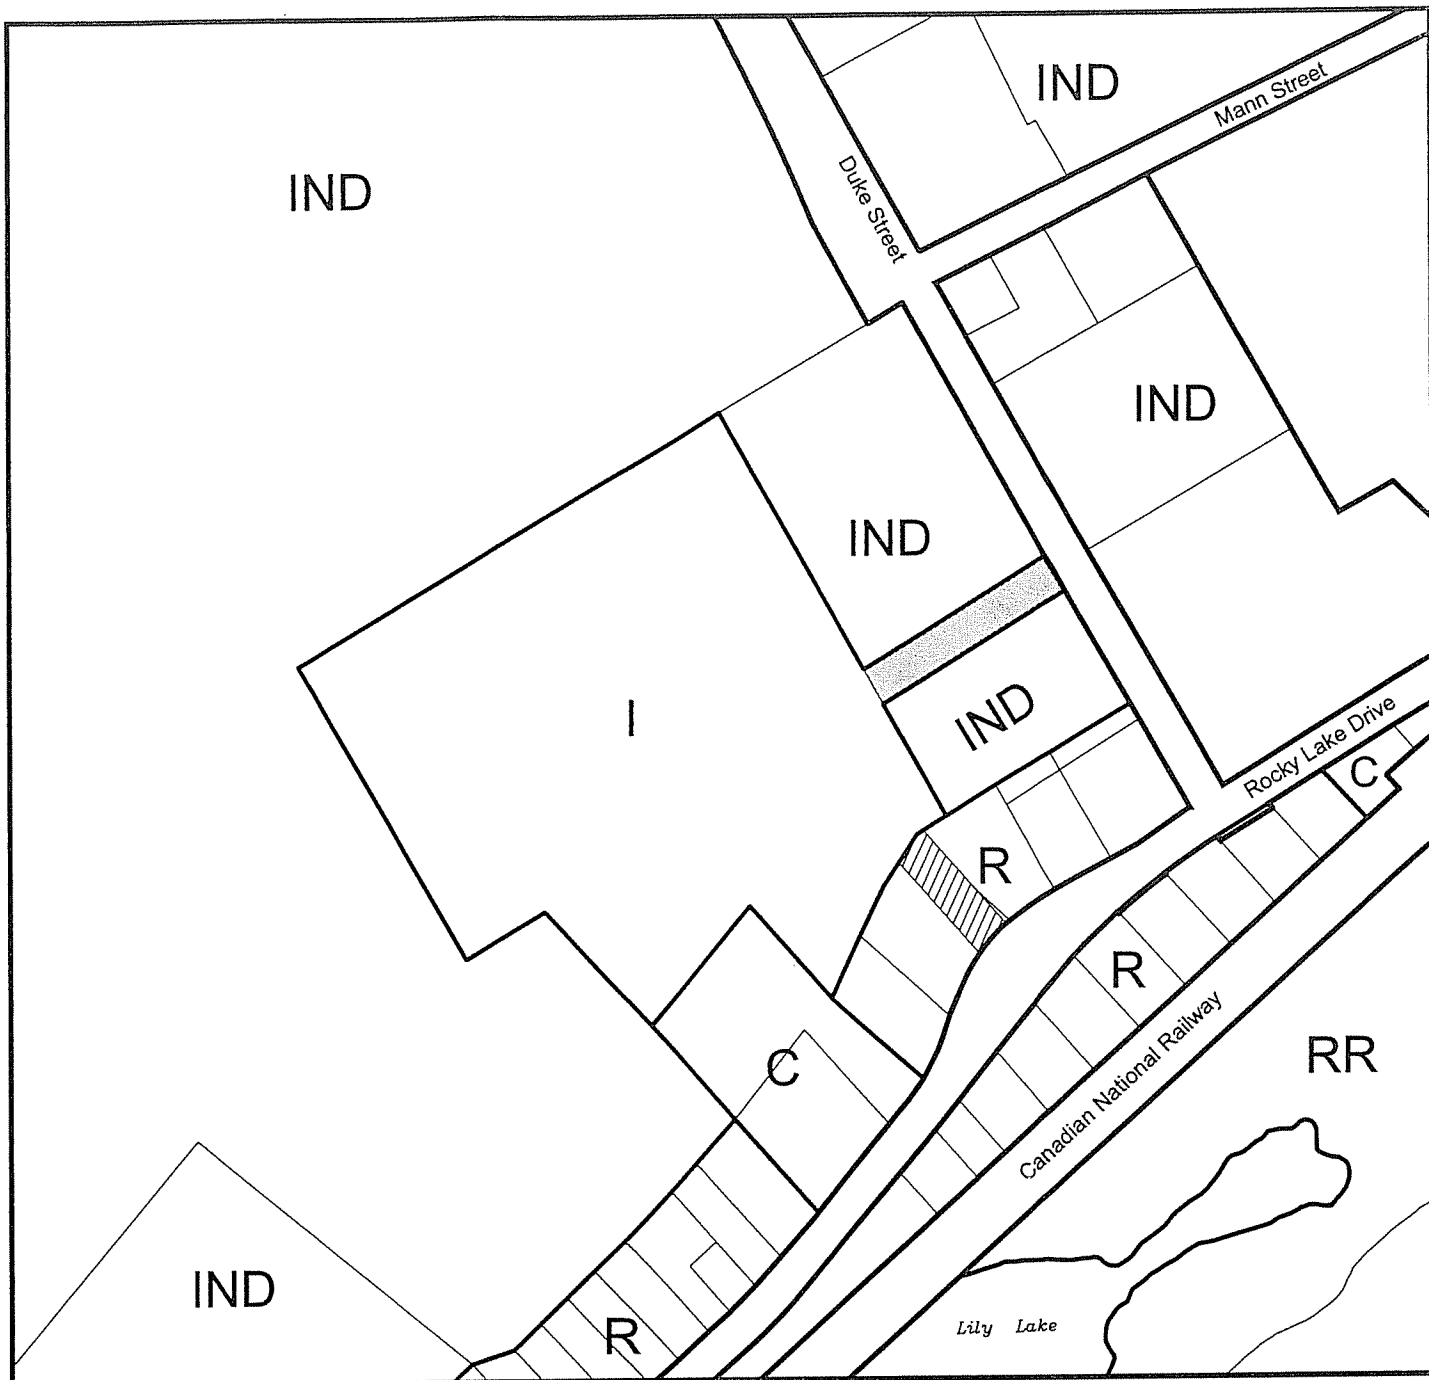 IND
Mann Street
IND
Duke Street
IND
IND
IND
I
Rocky Lake Drive
C
R
R
Canadian National Railway
RR
C
IND
R
Lily Lake